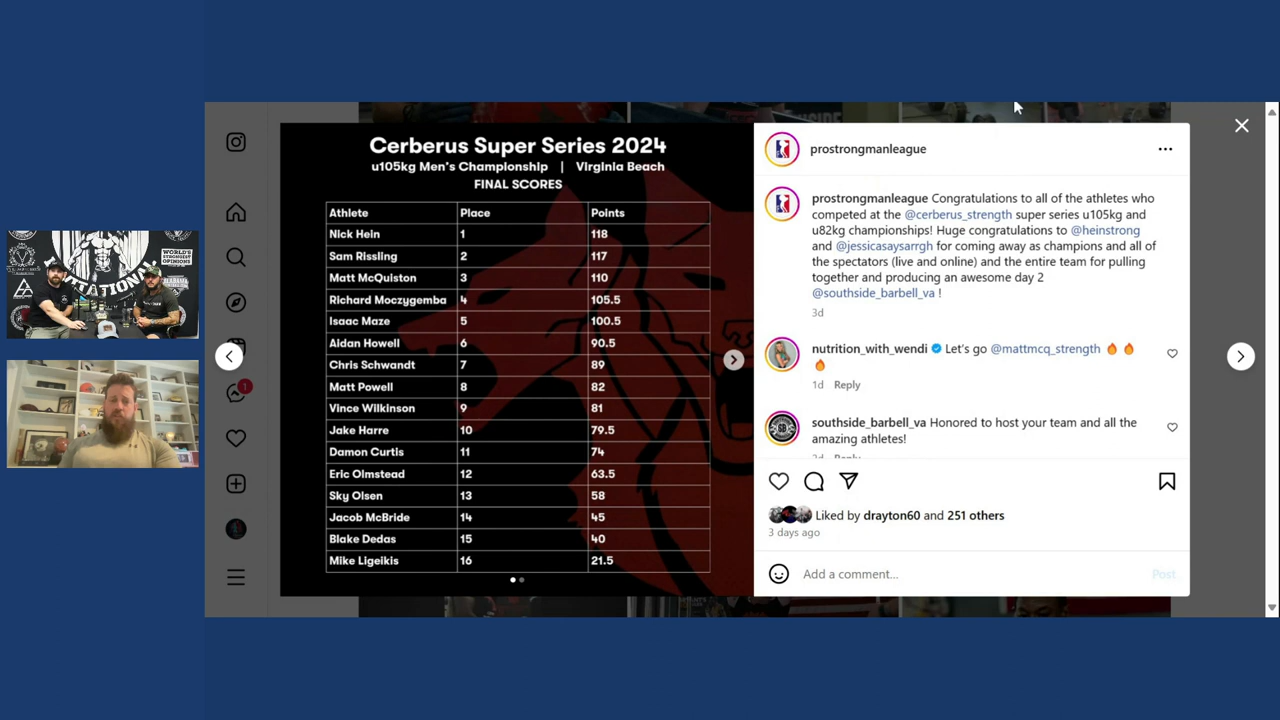 Cerberus Super Series 2024
u105kg Men's Championship | Virginia Beach
FINAL SCORES
Athlete Place Points
Nick Hein 1 118
Sam Rissling 2 117
Matt McQuiston 3 110
Richard Moczygemba 4 105.5
Isaac Maze 5 100.5
Aidan Howell 6 90.5
Chris Schwandt 7 89
Matt Powell 8 82
Vince Wilkinson 9 81
Jake Harre 10 79.5
Damon Curtis 11 74
Eric Olmstead 12 63.5
Sky Olsen 13 58
Jacob McBride 14 45
Blake Dedas 15 40
Mike Ligeikis 16 21.5
prostrongmanleague
prostrongmanleague Congratulations to all of the athletes who
competed at the @cerberus_strength super series u105kg and
u82kg championships! Huge congratulations to @heinstrong
and @jessicasaysarrgh for coming away as champions and all of
the spectators (live and online) and the entire team for pulling
together and producing an awesome day 2
@southside_barbell_va !
3d
nutrition_with_wendi Let's go @mattmcq_strength
1d Reply
southside_barbell_va Honored to host your team and all the
amazing athletes!
2d Reply
Liked by drayton60 and 251 others
3 days ago
Add a comment...
Post
1
WORLD'S
STRONGEST
OPINIONS